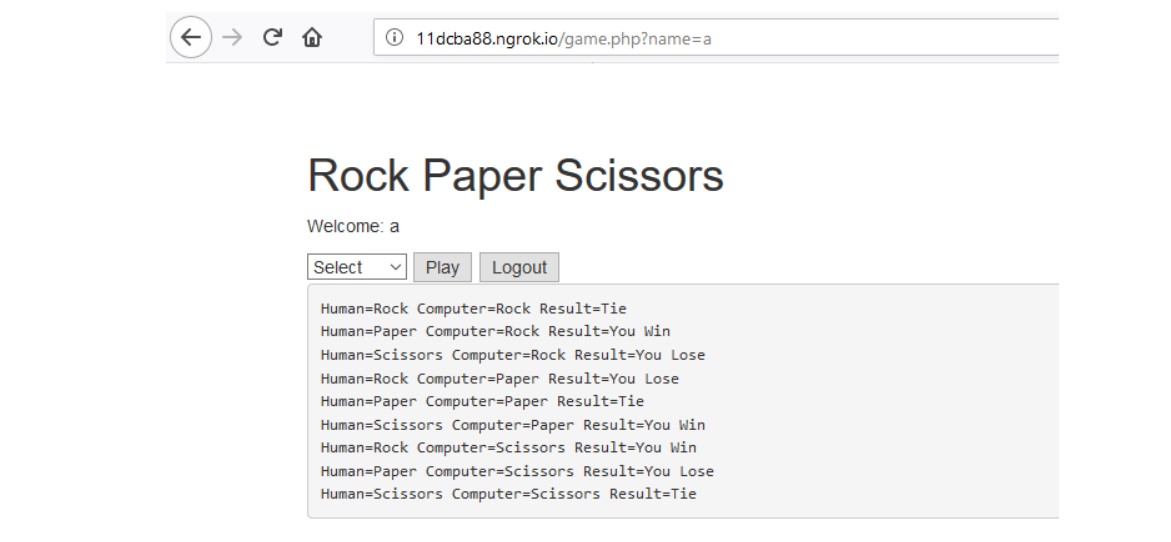 11dcba88.ngrok.io/game.php?name=a
Rock Paper Scissors
Welcome: a
Select Play Logout
Human=Rock Computer=Rock Result=Tie
Human=Paper Computer=Rock Result=You Win
Human=Scissors Computer=Rock Result=You Lose
Human=Rock Computer=Paper Result=You Lose
Human=Paper Computer=Paper Result=Tie
Human=Scissors Computer=Paper Result=You Win
Human=Rock Computer=Scissors Result=You Win
Human=Paper Computer=Scissors Result=You Lose
Human=Scissors Computer=Scissors Result=Tie